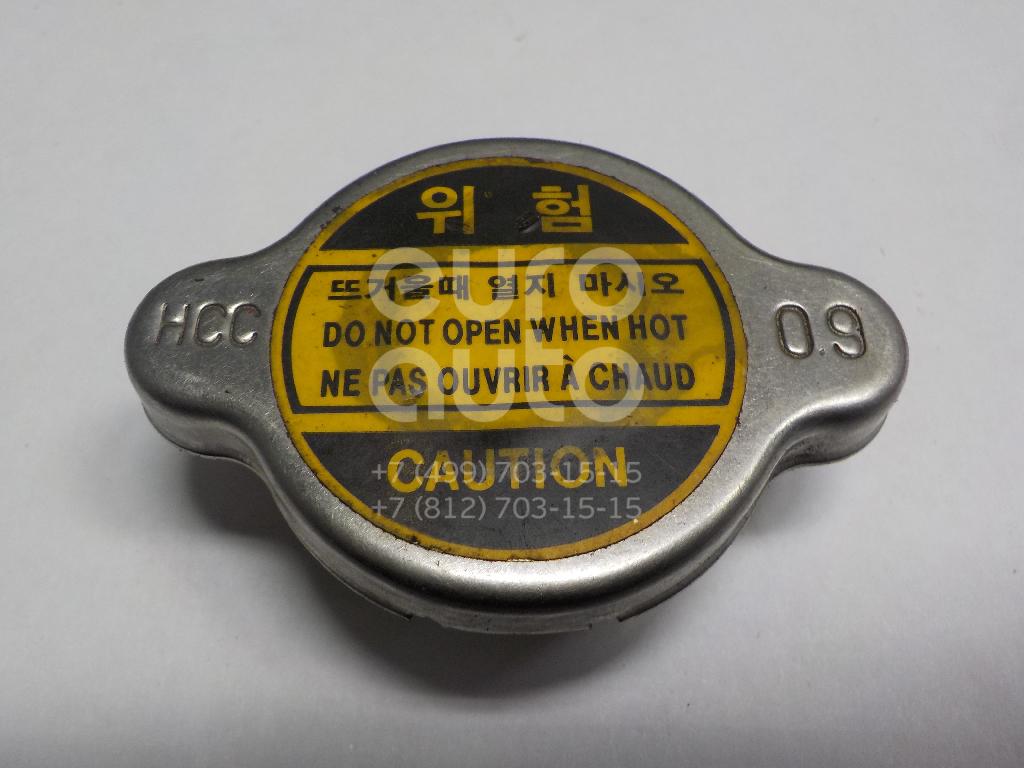 위험
뜨거울때 열지 마시오
DO NOT OPEN WHEN HOT
NE PAS OUVRIR À CHAUD
CAUTION
HCC
0.9
euro
auto
+7 (499) 703-15-15
+7 (812) 703-15-15